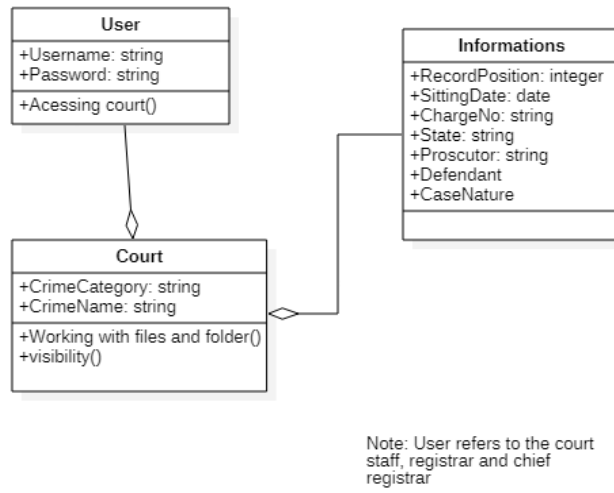 User
+Username: string
+Password: string
+Acessing court()
Informations
+RecordPosition: integer
+SittingDate: date
+ChargeNo: string
+State: string
+Proscutor: string
+Defendant
+CaseNature
Court
+CrimeCategory: string
+CrimeName: string
+Working with files and folder()
+visibility()
Note: User refers to the court
staff, registrar and chief
registrar